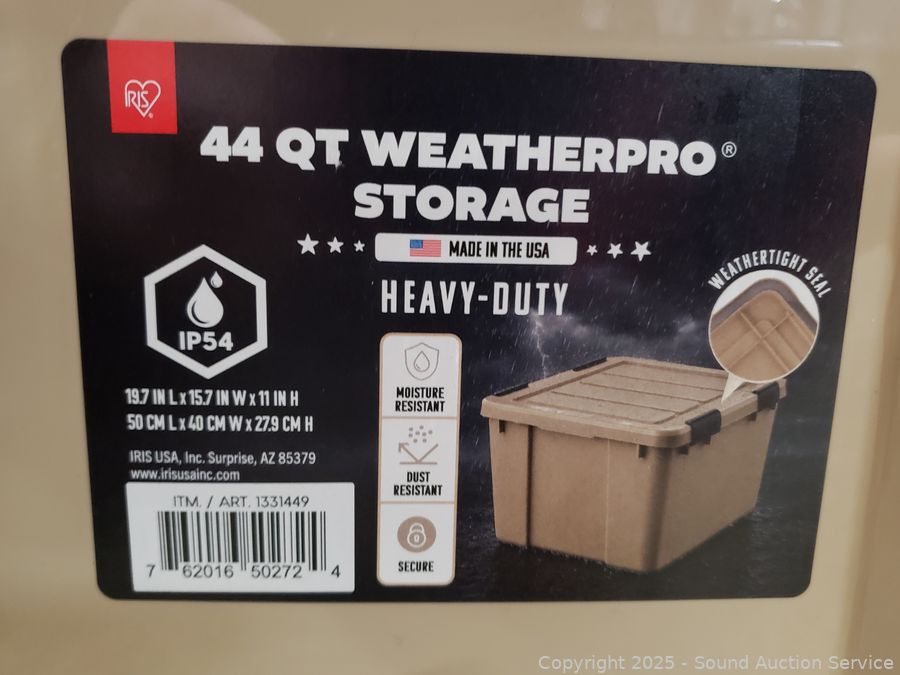 IRIS®
44 QT WEATHERPRO®
STORAGE
MADE IN THE USA
HEAVY-DUTY
WEATHERTIGHT SEAL
IP54
19.7 IN L x 15.7 IN W x 11 IN H
50 CM L x 40 CM W x 27.9 CM H
IRIS USA, Inc. Surprise, AZ 85379
www.irisusainc.com
ITM. / ART. 1331449
7 62016 50272 4
MOISTURE
RESISTANT
DUST
RESISTANT
SECURE
Copyright 2025 - Sound Auction Service